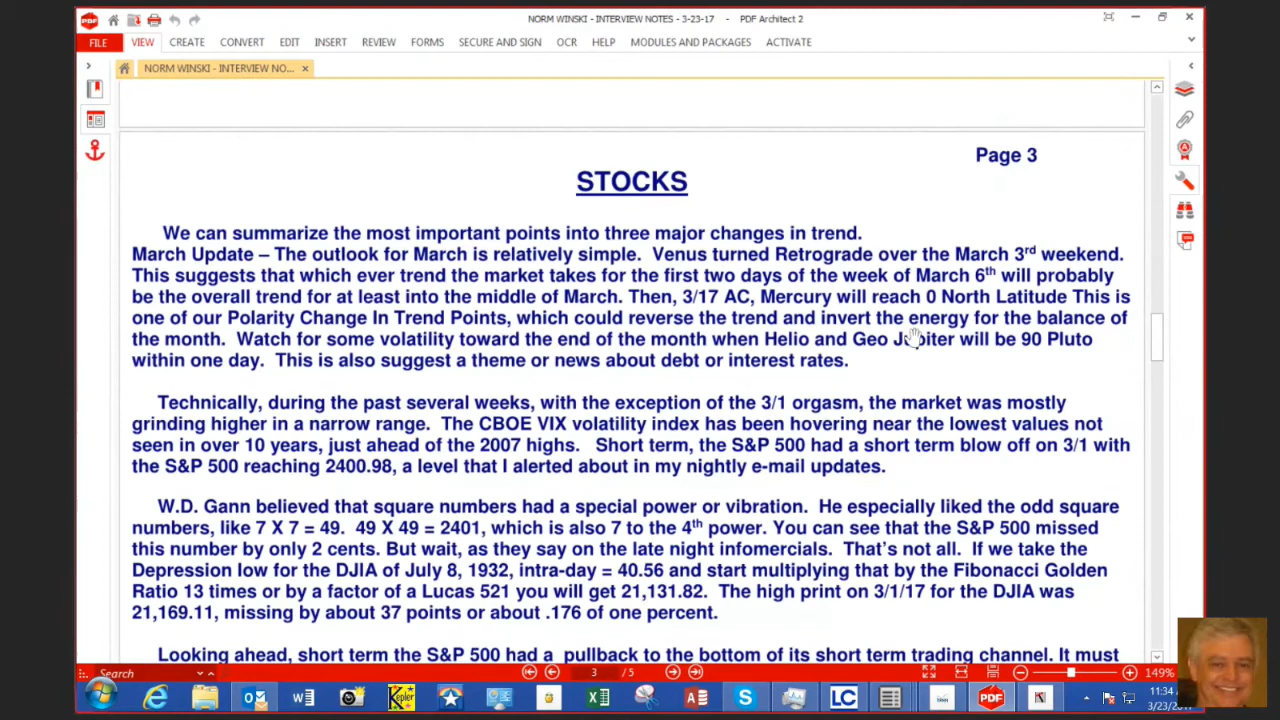 NORM WINSKI - INTERVIEW NOTES - 3-23-17 - PDF Architect 2
FILE VIEW CREATE CONVERT EDIT INSERT REVIEW FORMS SECURE AND SIGN OCR HELP MODULES AND PACKAGES ACTIVATE
NORM WINSKI - INTERVIEW NO... ×
Page 3
STOCKS
We can summarize the most important points into three major changes in trend.
March Update – The outlook for March is relatively simple. Venus turned Retrograde over the March 3rd weekend.
This suggests that which ever trend the market takes for the first two days of the week of March 6th will probably
be the overall trend for at least into the middle of March. Then, 3/17 AC, Mercury will reach 0 North Latitude This is
one of our Polarity Change In Trend Points, which could reverse the trend and invert the energy for the balance of
the month. Watch for some volatility toward the end of the month when Helio and Geo Jupiter will be 90 Pluto
within one day. This is also suggest a theme or news about debt or interest rates.
Technically, during the past several weeks, with the exception of the 3/1 orgasm, the market was mostly
grinding higher in a narrow range. The CBOE VIX volatility index has been hovering near the lowest values not
seen in over 10 years, just ahead of the 2007 highs. Short term, the S&P 500 had a short term blow off on 3/1 with
the S&P 500 reaching 2400.98, a level that I alerted about in my nightly e-mail updates.
W.D. Gann believed that square numbers had a special power or vibration. He especially liked the odd square
numbers, like 7 X 7 = 49. 49 X 49 = 2401, which is also 7 to the 4th power. You can see that the S&P 500 missed
this number by only 2 cents. But wait, as they say on the late night infomercials. That's not all. If we take the
Depression low for the DJIA of July 8, 1932, intra-day = 40.56 and start multiplying that by the Fibonacci Golden
Ratio 13 times or by a factor of a Lucas 521 you will get 21,131.82. The high print on 3/1/17 for the DJIA was
21,169.11, missing by about 37 points or about .176 of one percent.
Looking ahead, short term the S&P 500 had a pullback to the bottom of its short term trading channel. It must
Search
3 / 5
149%
Kepler
LC
PDF
11:34